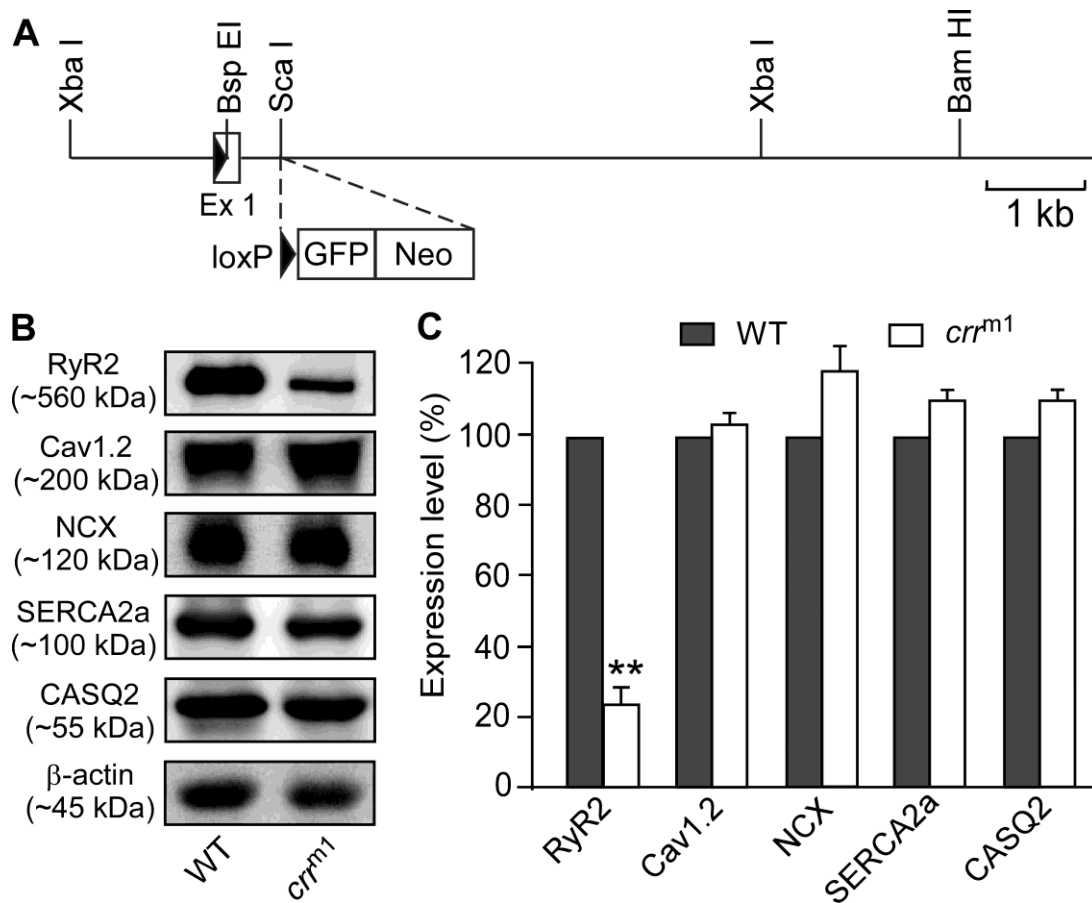 A
Xba I
Bsp EI
Sca I
Xba I
Bam HI
Ex 1
1 kb
loxP
GFP
Neo
B
RyR2
(~560 kDa)
Cav1.2
(~200 kDa)
NCX
(~120 kDa)
SERCA2a
(~100 kDa)
CASQ2
(~55 kDa)
β-actin
(~45 kDa)
WT
crrm1
C
WT
crrm1
Expression level (%)
120
100
80
60
40
20
0
**
RyR2
Cav1.2
NCX
SERCA2a
CASQ2